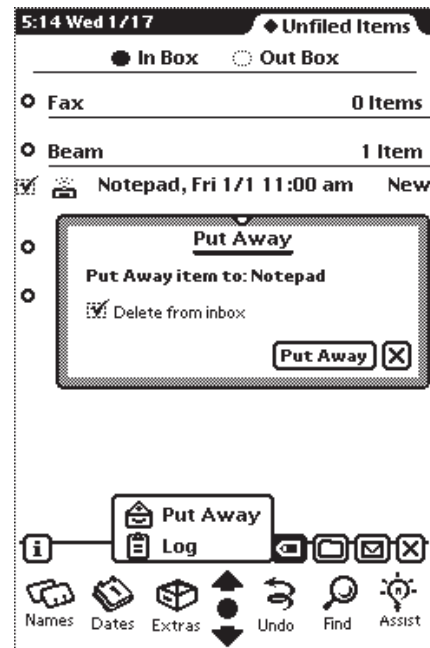 5:14 Wed 1/17 ◆Unfiled Items
In Box Out Box
Fax 0 Items
Beam 1 Item
Notepad, Fri 1/1 11:00 am New
Put Away
Put Away item to: Notepad
Delete from inbox
Put Away
Put Away
Log
Names Dates Extras Undo Find Assist